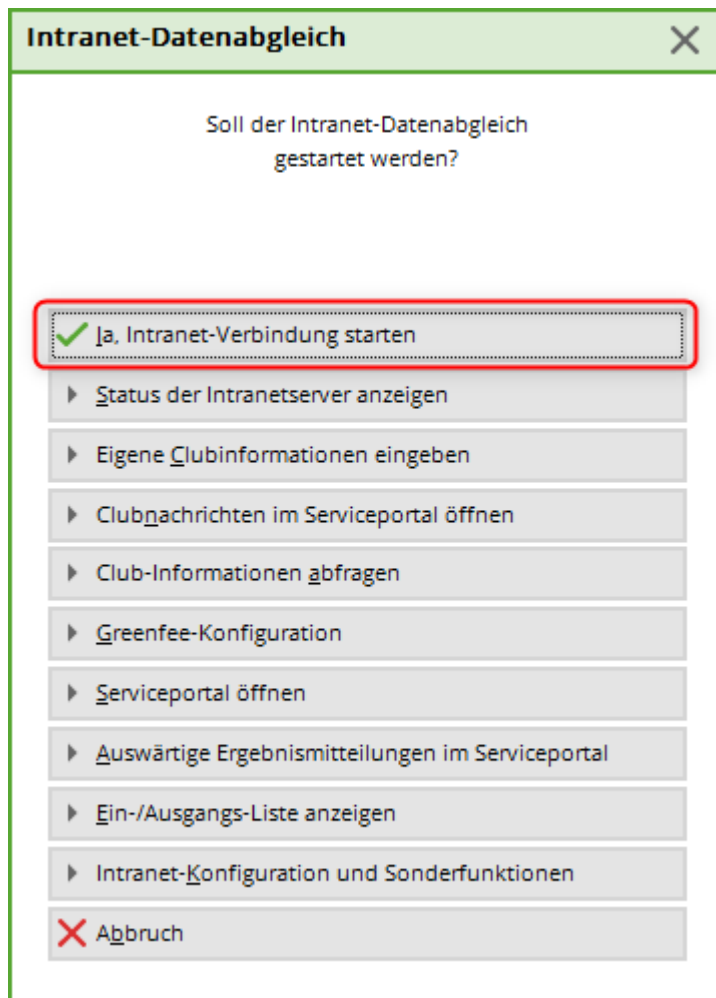 Intranet-Datenabgleich
Soll der Intranet-Datenabgleich
gestartet werden?
Ja, Intranet-Verbindung starten
Status der Intranetserver anzeigen
Eigene Clubinformationen eingeben
Clubnachrichten im Serviceportal öffnen
Club-Informationen abfragen
Greenfee-Konfiguration
Serviceportal öffnen
Auswärtige Ergebnismitteilungen im Serviceportal
Ein-/Ausgangs-Liste anzeigen
Intranet-Konfiguration und Sonderfunktionen
Abbruch